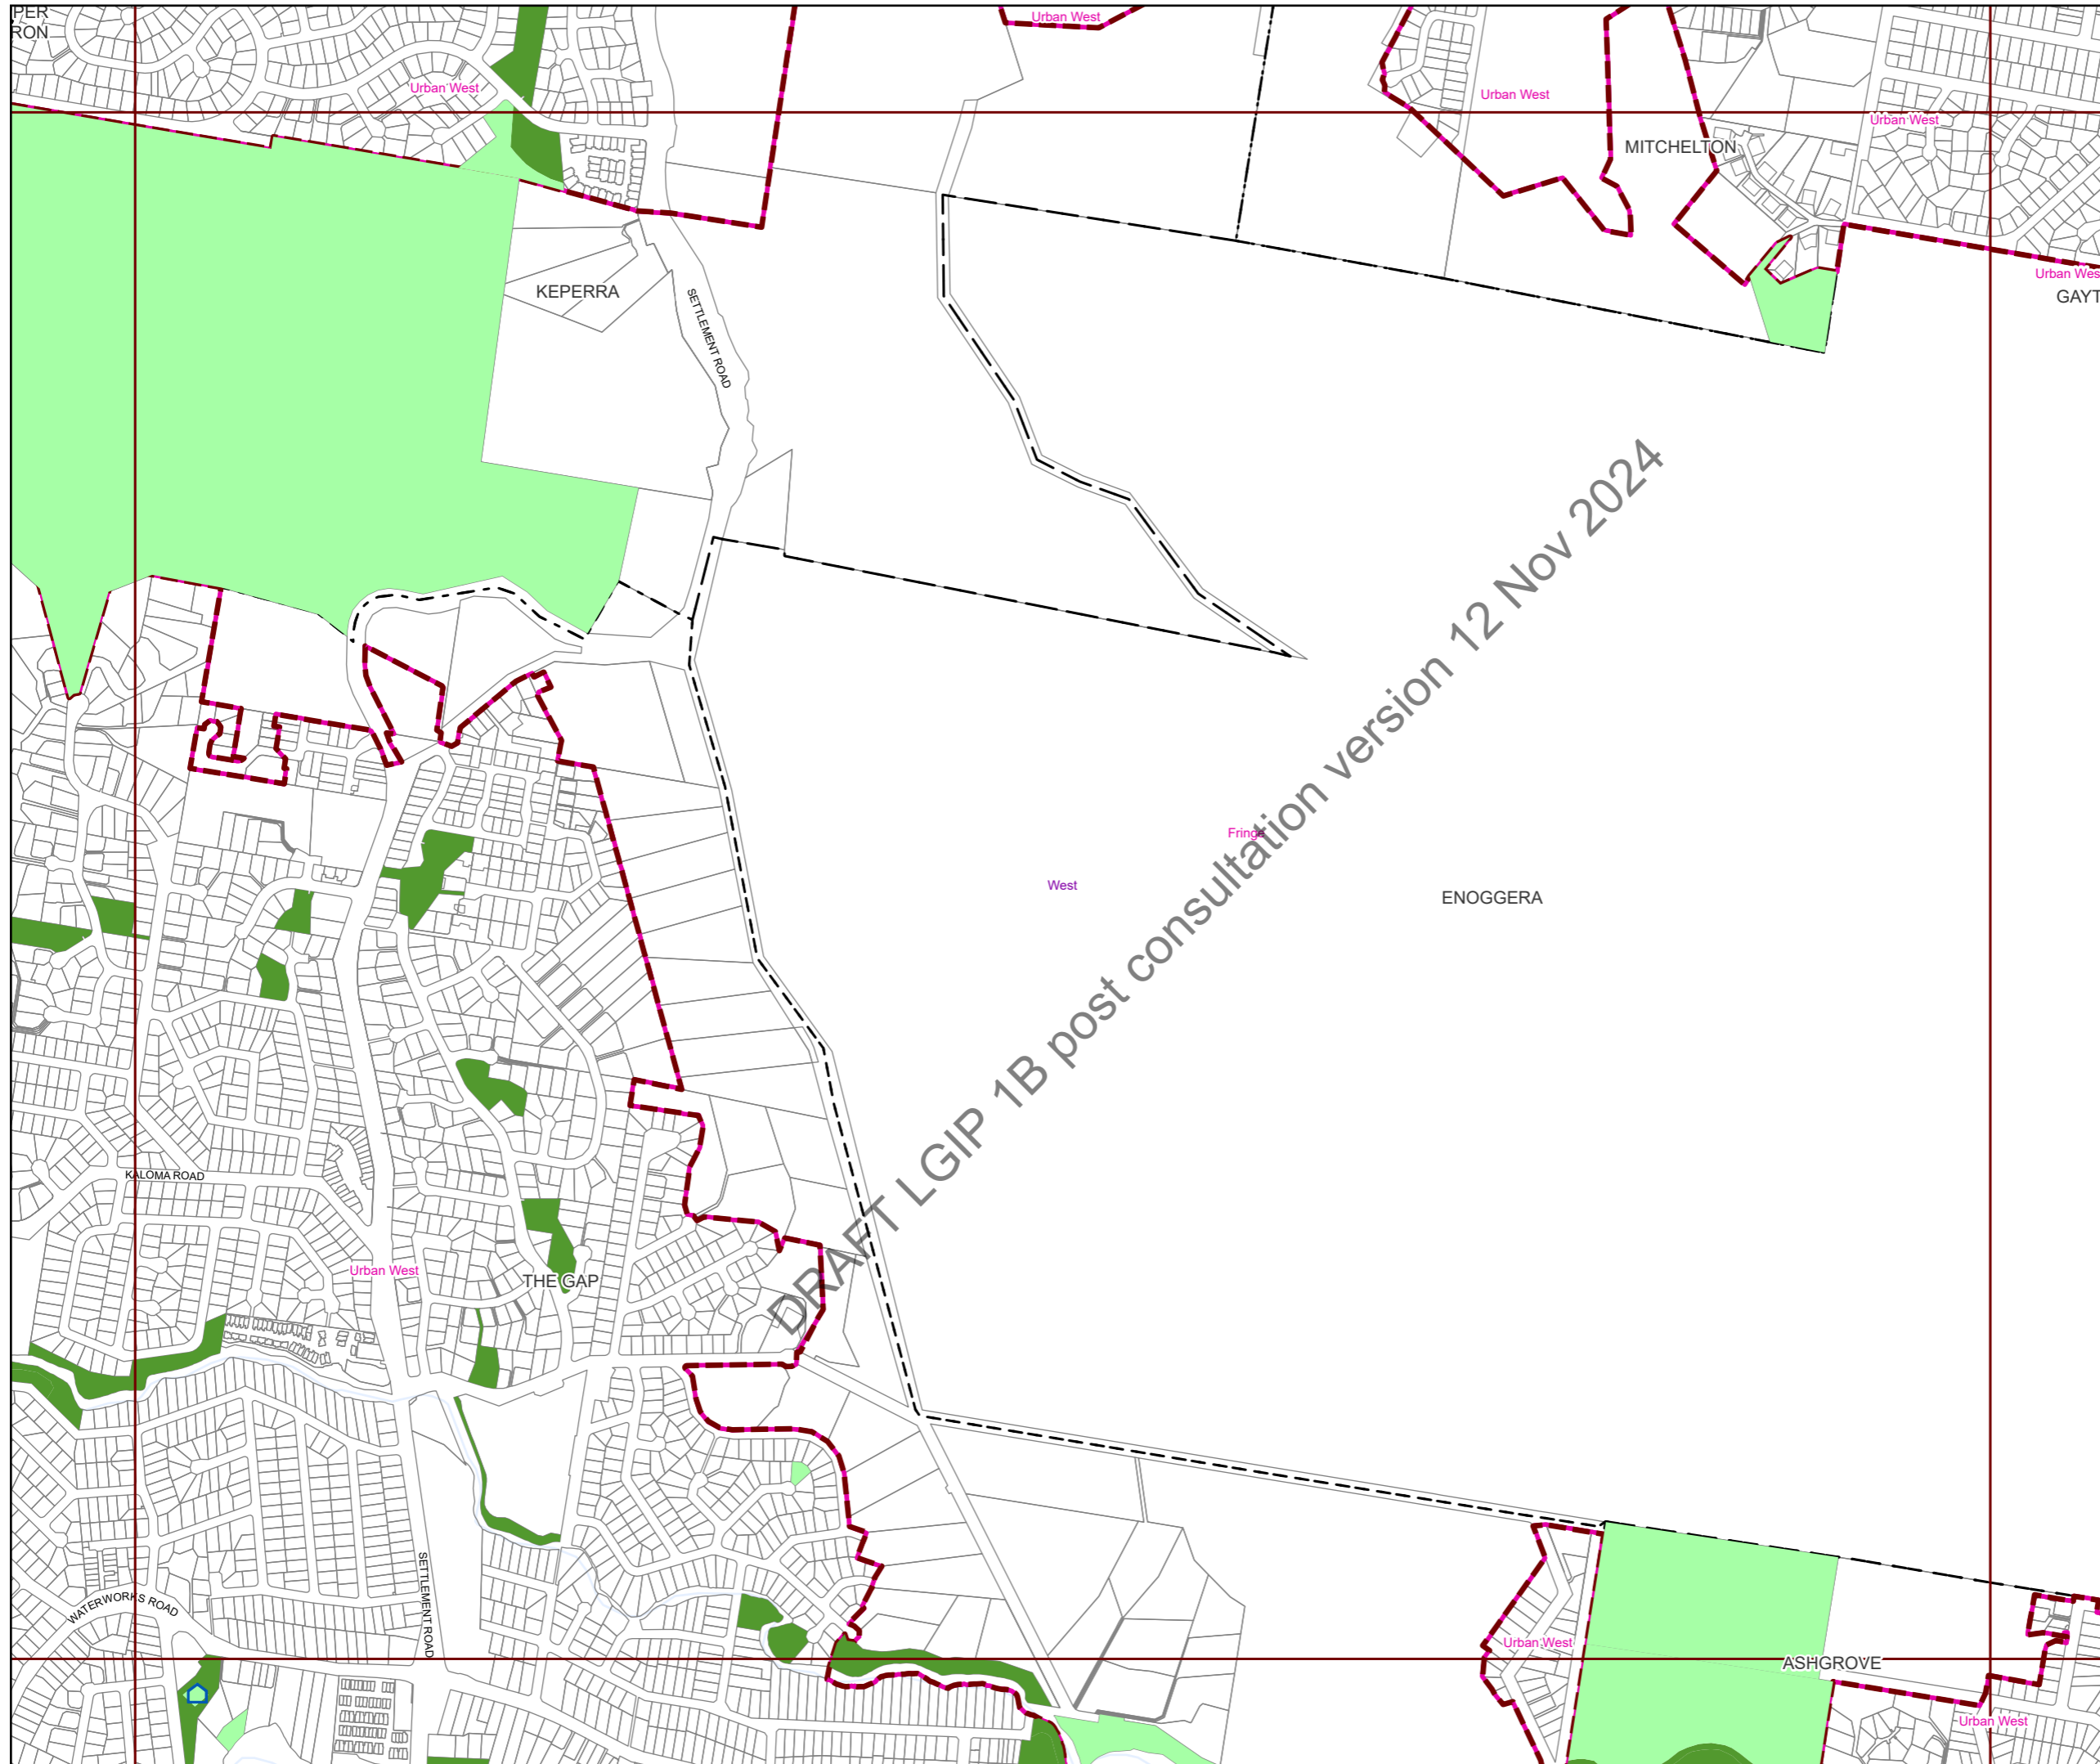 PER
RON
Urban West
Urban West
Urban West
Urban West
MITCHELTON
Urban Wes
GAYT
KEPERRA
SETTLEMENT ROAD
DRAFT LGIP 1B post consultation version 12 Nov 2024
Fringe
West
ENOGGERA
KALOMA ROAD
Urban West
THE GAP
SETTLEMENT ROAD
WATERWORKS ROAD
Urban West
ASHGROVE
Urban West